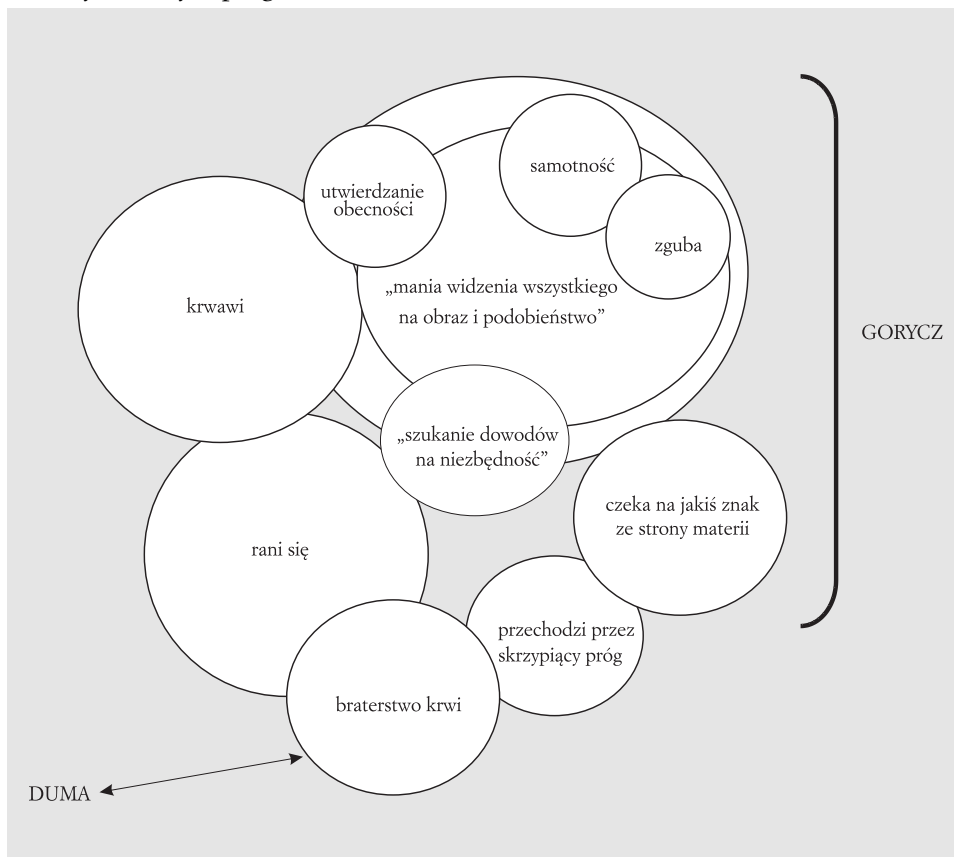 samotność
utwierdzanie
obecności
zguba
krwawi
„mania widzenia wszystkiego
na obraz i podobieństwo”
GORYCZ
„szukanie dowodów
na niezbędność”
czeka na jakiś znak
ze strony materii
rani się
przechodzi przez
skrzypiący próg
braterstwo krwi
DUMA